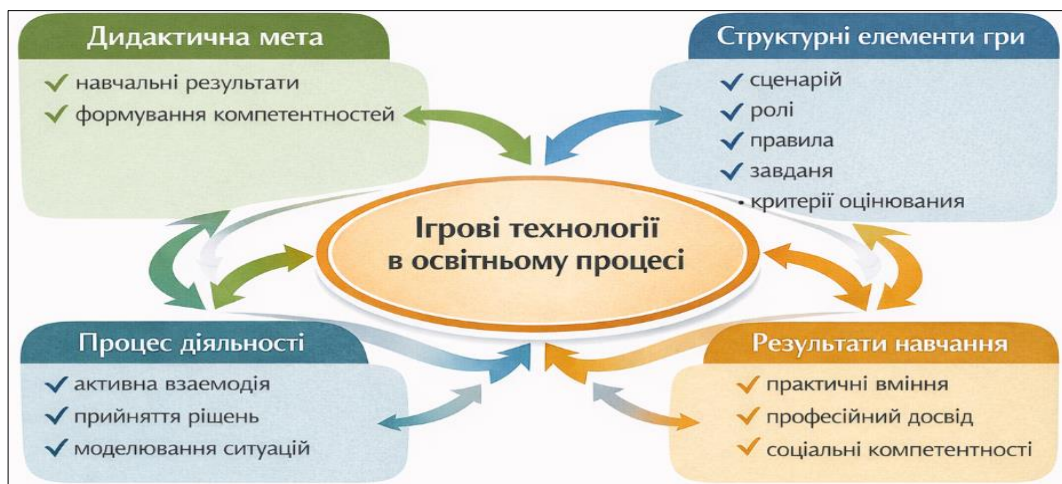 Дидактична мета
✓ навчальні результати
✓ формування компетентностей
Структурні елементи гри
✓ сценарій
✓ ролі
✓ правила
✓ завданя
• критерії оцінювання
Ігрові технології
в освітньому процесі
Процес діяльності
✓ активна взаємодія
✓ прийняття рішень
✓ моделювання ситуацій
Результати навчання
✓ практичні вміння
✓ професійний досвід
✓ соціальні компетентності